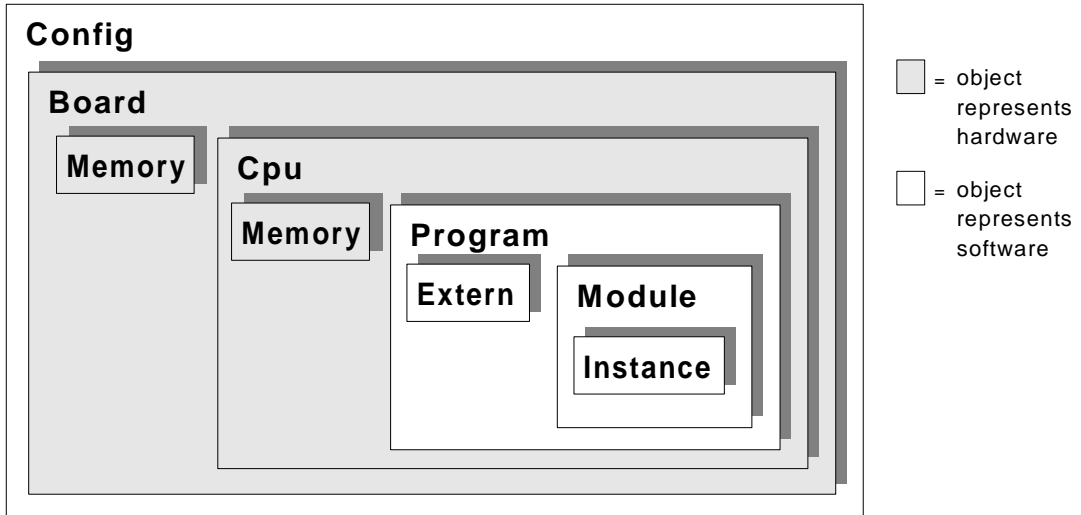 Config
Board
Memory
Cpu
Memory
Program
Extern
Module
Instance
= object
represents
hardware
= object
represents
software